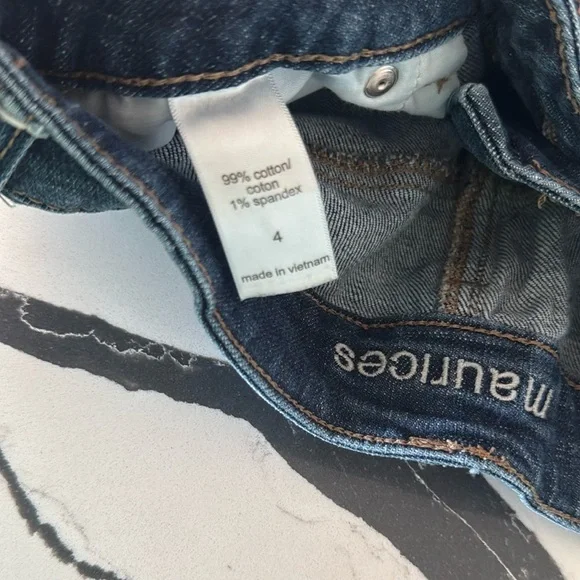 99% cotton/
coton
1% spandex
4
made in vietnam
maurices